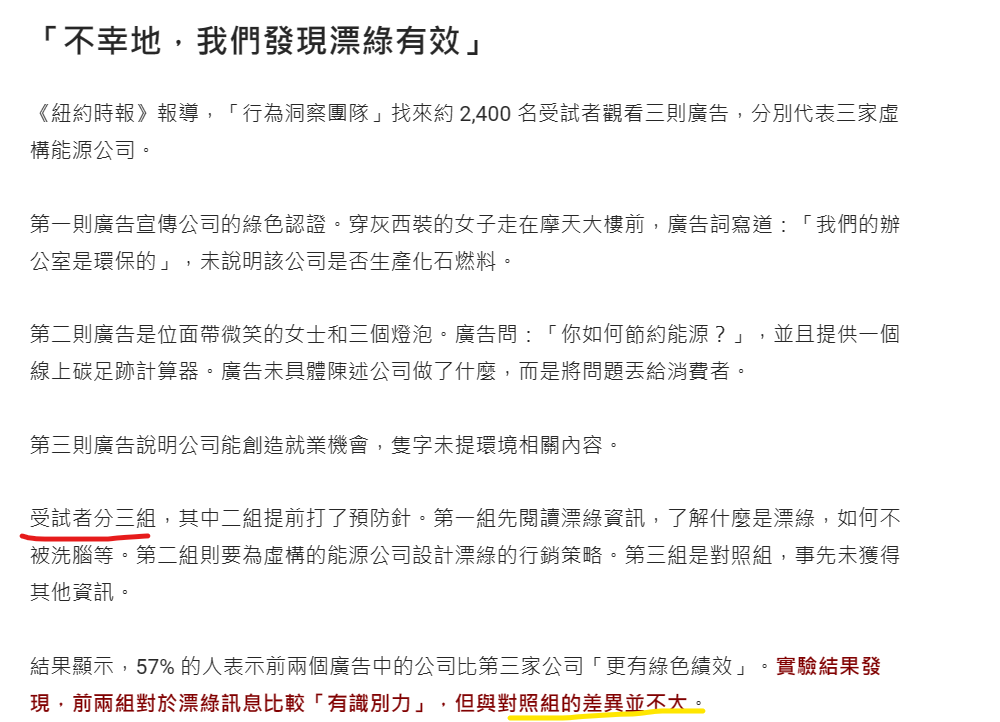 「不幸地，我們發現漂綠有效」
《紐約時報》報導，「行為洞察團隊」找來約 2,400 名受試者觀看三則廣告，分別代表三家虛
構能源公司。
第一則廣告宣傳公司的綠色認證。穿灰西裝的女子走在摩天大樓前，廣告詞寫道：「我們的辦
公室是環保的」，未說明該公司是否生產化石燃料。
第二則廣告是位面帶微笑的女士和三個燈泡。廣告問：「你如何節約能源？」，並且提供一個
線上碳足跡計算器。廣告未具體陳述公司做了什麼，而是將問題丟給消費者。
第三則廣告說明公司能創造就業機會，隻字未提環境相關內容。
受試者分三組，其中二組提前打了預防針。第一組先閱讀漂綠資訊，了解什麼是漂綠，如何不
被洗腦等。第二組則要為虛構的能源公司設計漂綠的行銷策略。第三組是對照組，事先未獲得
其他資訊。
結果顯示，57% 的人表示前兩個廣告中的公司比第三家公司「更有綠色績效」。實驗結果發
現，前兩組對於漂綠訊息比較「有識別力」，但與對照組的差異並不大。